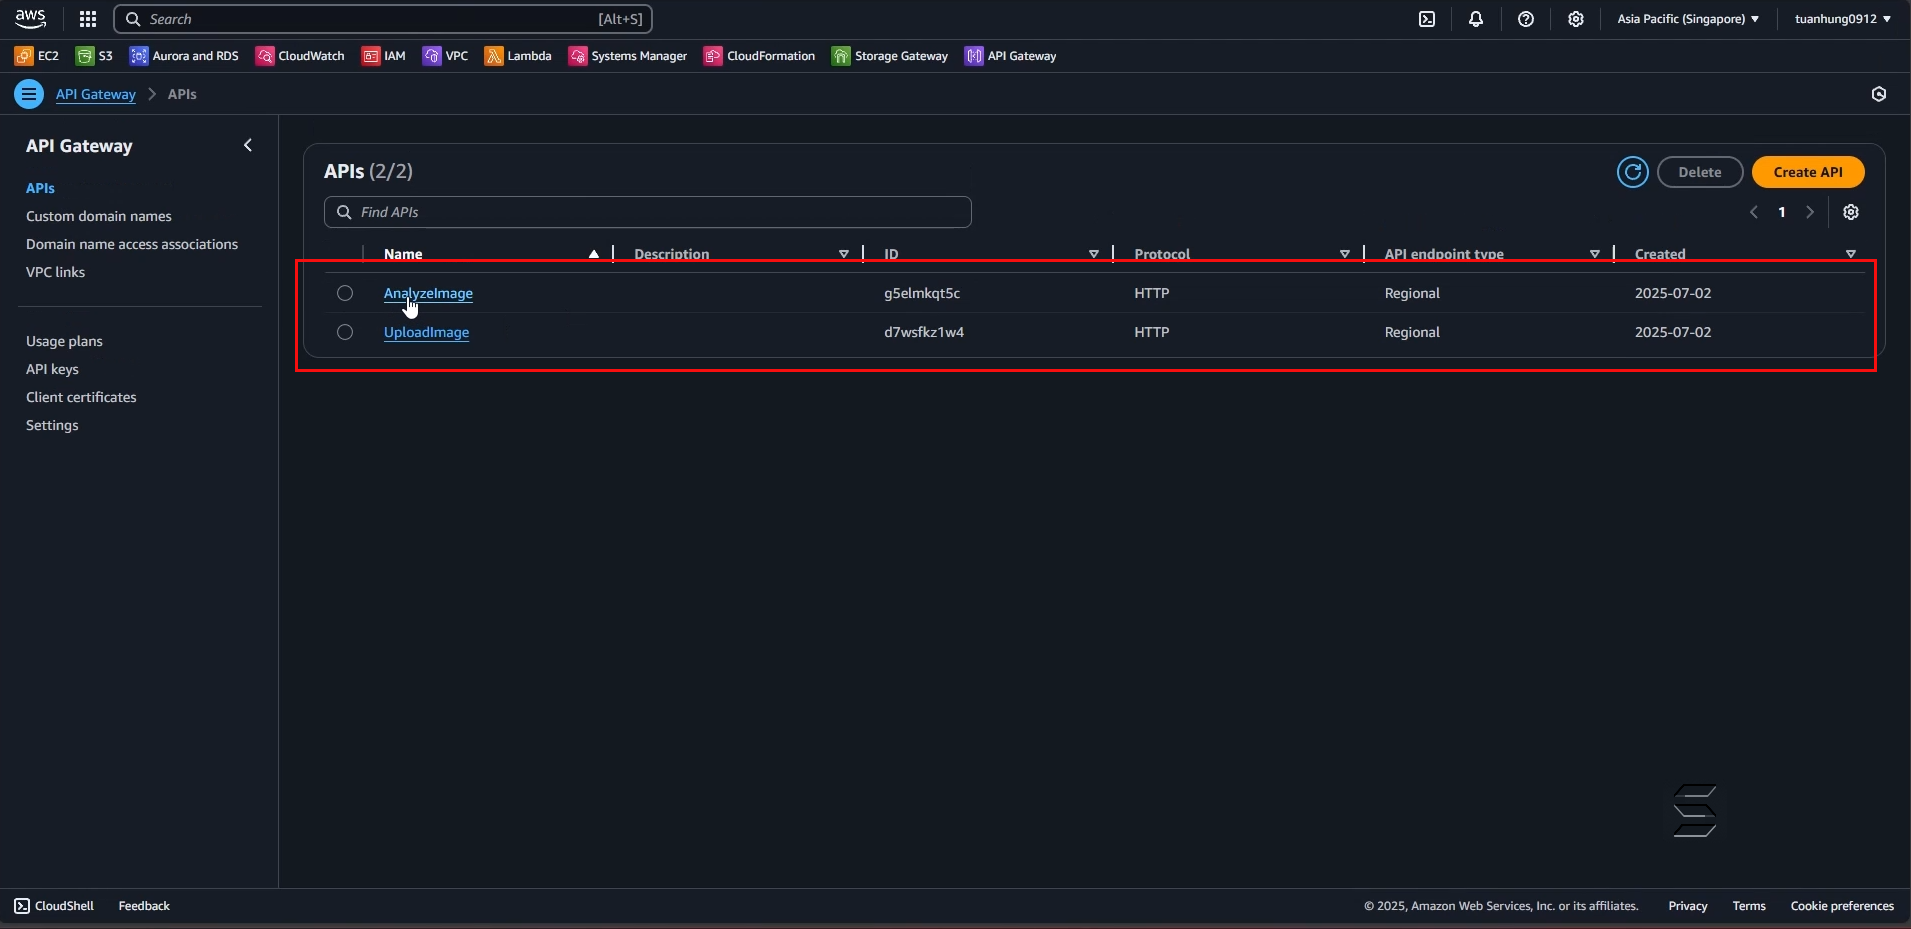 aws
Search [Alt+S]
Asia Pacific (Singapore) tuanhung0912
EC2 S3 Aurora and RDS CloudWatch IAM VPC Lambda Systems Manager CloudFormation Storage Gateway API Gateway
API Gateway APIs
API Gateway
APIs
Custom domain names
Domain name access associations
VPC links
Usage plans
API keys
Client certificates
Settings
APIs (2/2)
Delete Create API
Find APIs
1
Name Description ID Protocol API endpoint type Created
AnalyzeImage g5elmkqt5c HTTP Regional 2025-07-02
UploadImage d7wsfkz1w4 HTTP Regional 2025-07-02
CloudShell Feedback
© 2025, Amazon Web Services, Inc. or its affiliates. Privacy Terms Cookie preferences